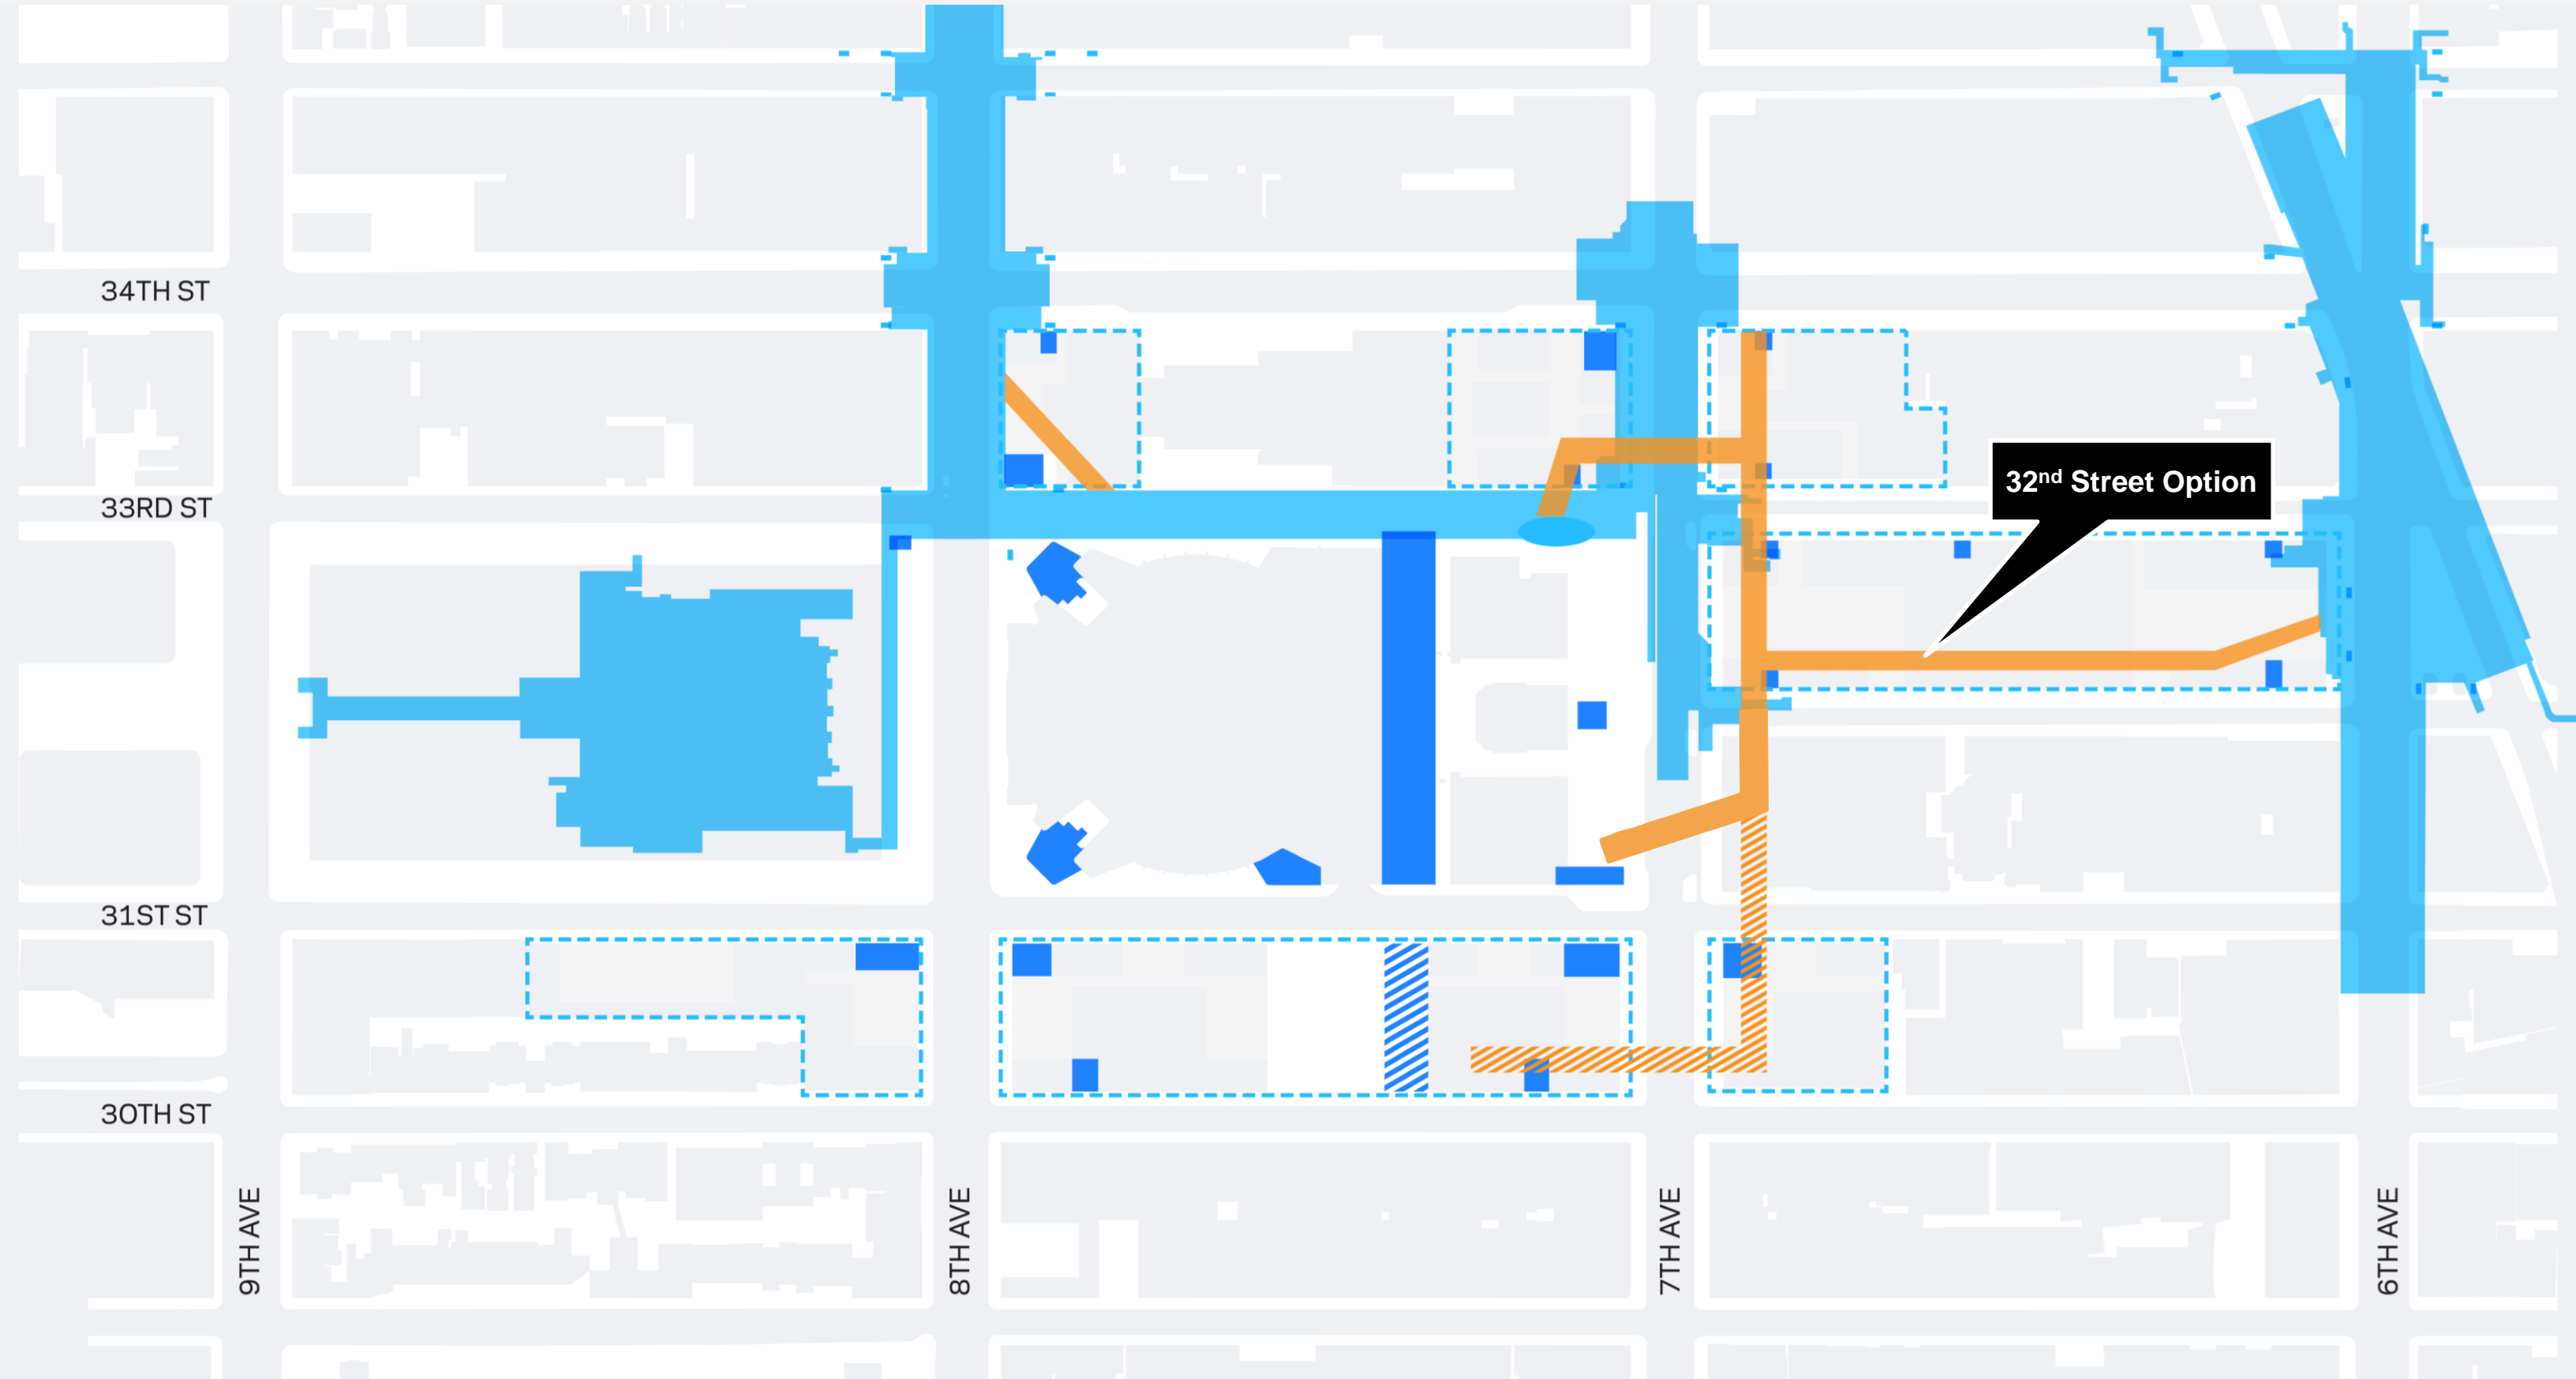 34TH ST
32nd Street Option
33RD ST
31ST ST
30TH ST
9TH AVE
8TH AVE
7TH AVE
6TH AVE